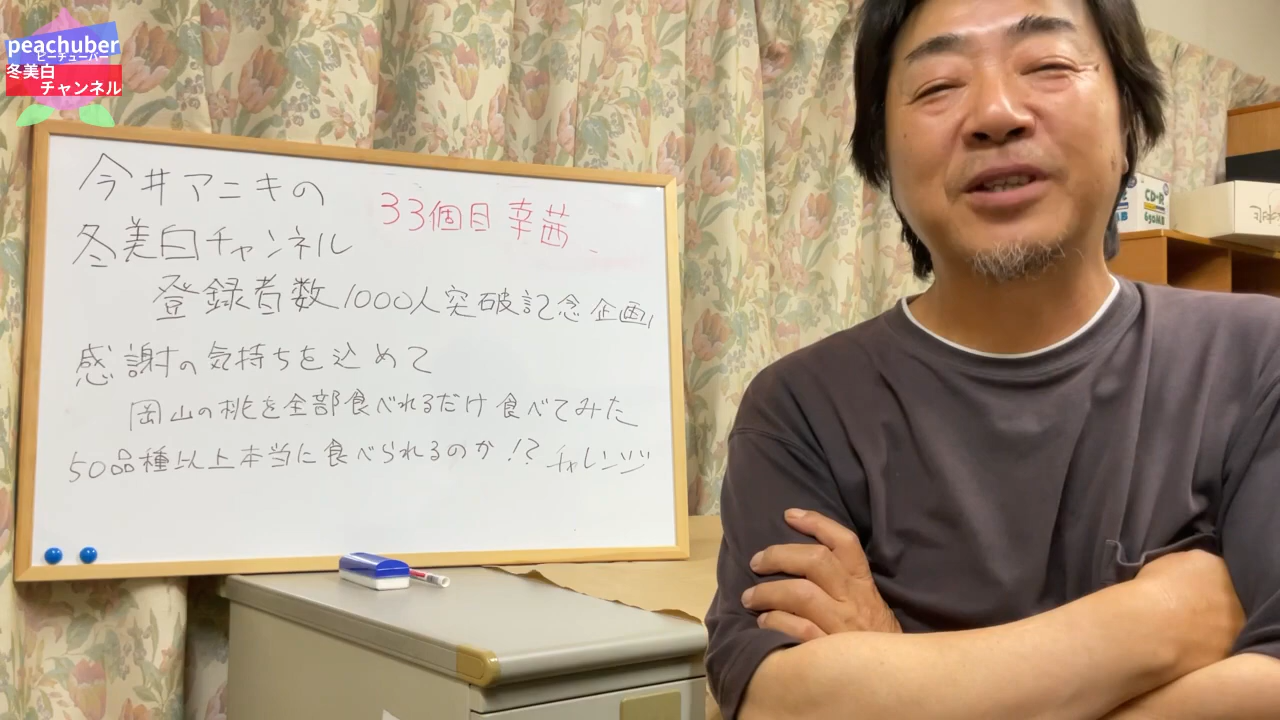 peachuber
ピーチューバー
冬美白
チャンネル
今井アニキの
33個目 幸茜
冬美白チャンネル
登録者数1000人突破記念企画!
感謝の気持ちを込めて
岡山の桃を全部食べれるだけ食べてみた
50品種以上本当に食べられるのか!?チャレンジ
CD-R
650MB